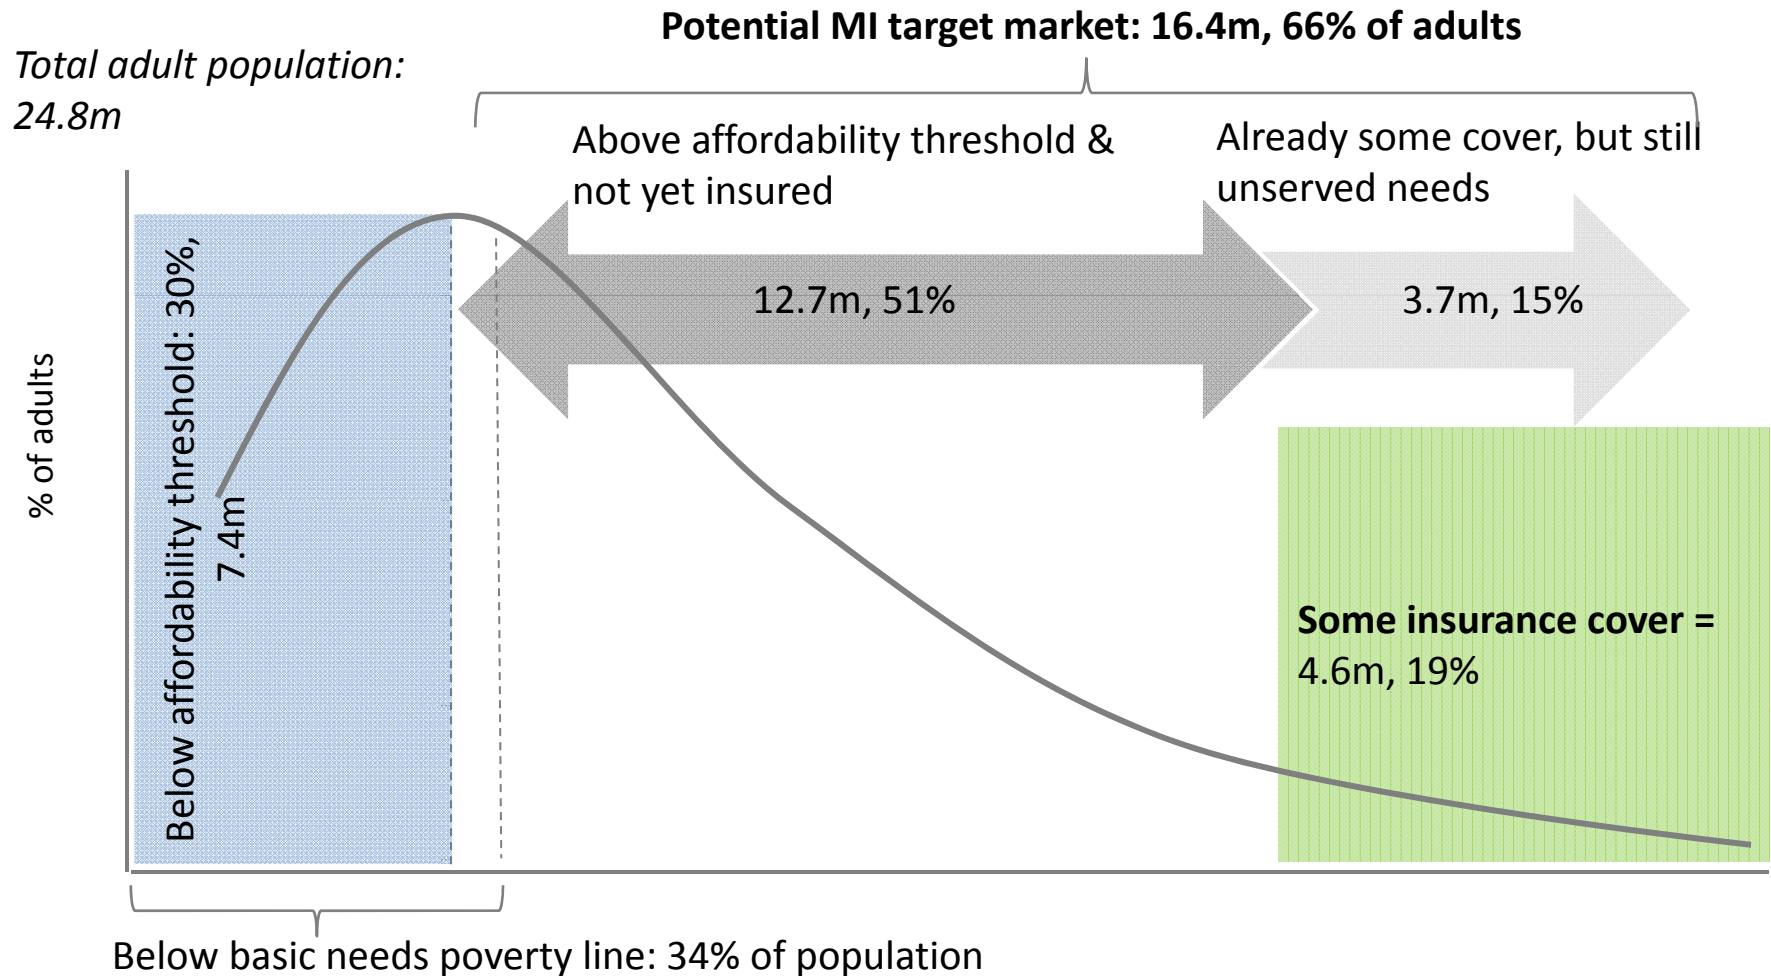 Potential MI target market: 16.4m, 66% of adults
Total adult population:
24.8m
Above affordability threshold &
not yet insured
Already some cover, but still
unserved needs
12.7m, 51%
3.7m, 15%
% of adults
Below affordability threshold: 30%,
7.4m
Some insurance cover =
4.6m, 19%
Below basic needs poverty line: 34% of population